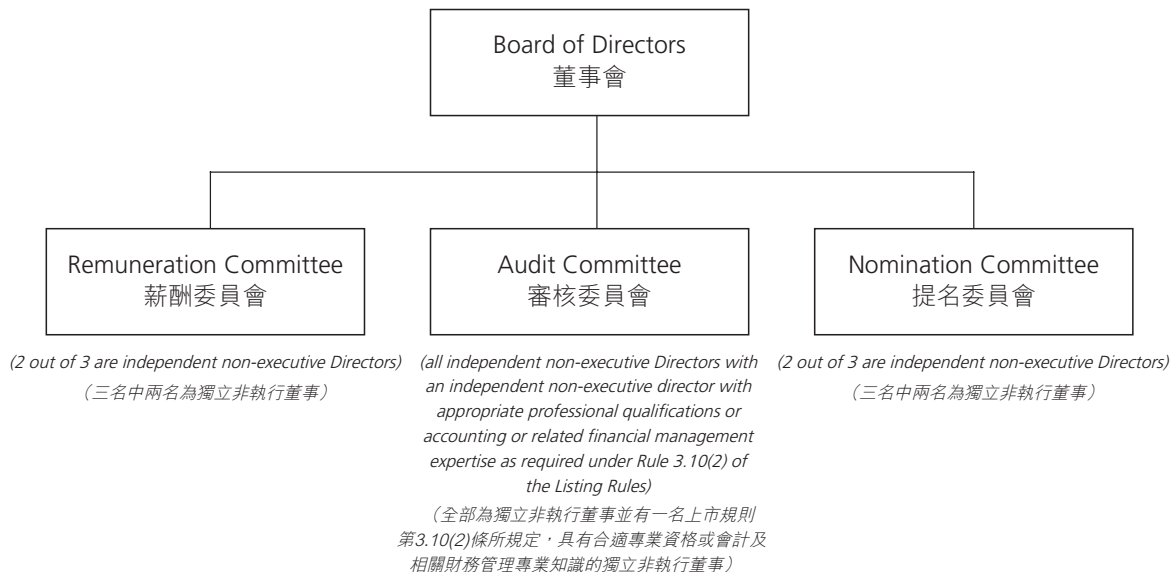 Board of Directors
董事會
Remuneration Committee
薪酬委員會
(2 out of 3 are independent non-executive Directors)
（三名中兩名為獨立非執行董事）
Audit Committee
審核委員會
(all independent non-executive Directors with
an independent non-executive director with
appropriate professional qualifications or
accounting or related financial management
expertise as required under Rule 3.10(2) of
the Listing Rules)
（全部為獨立非執行董事並有一名上市規則
第3.10(2)條所規定，具有合適專業資格或會計及
相關財務管理專業知識的獨立非執行董事）
Nomination Committee
提名委員會
(2 out of 3 are independent non-executive Directors)
（三名中兩名為獨立非執行董事）